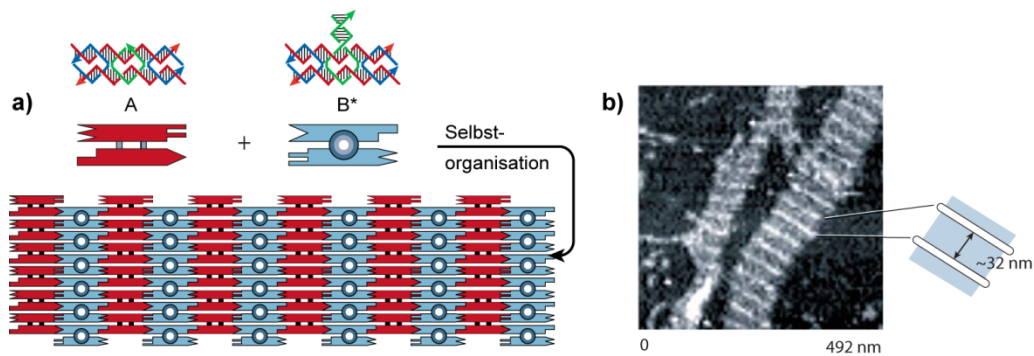 a)
A
B*
+
Selbst-
organisation
b)
~32 nm
0
492 nm